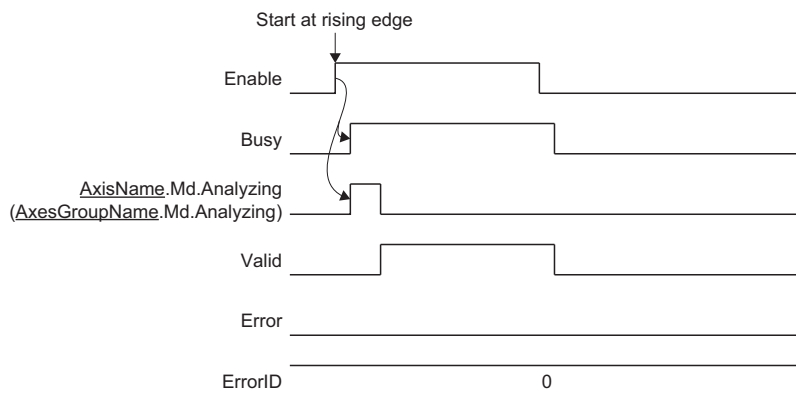 Start at rising edge
Enable
Busy
AxisName.Md.Analyzing
(AxesGroupName.Md.Analyzing)
Valid
Error
ErrorID
0